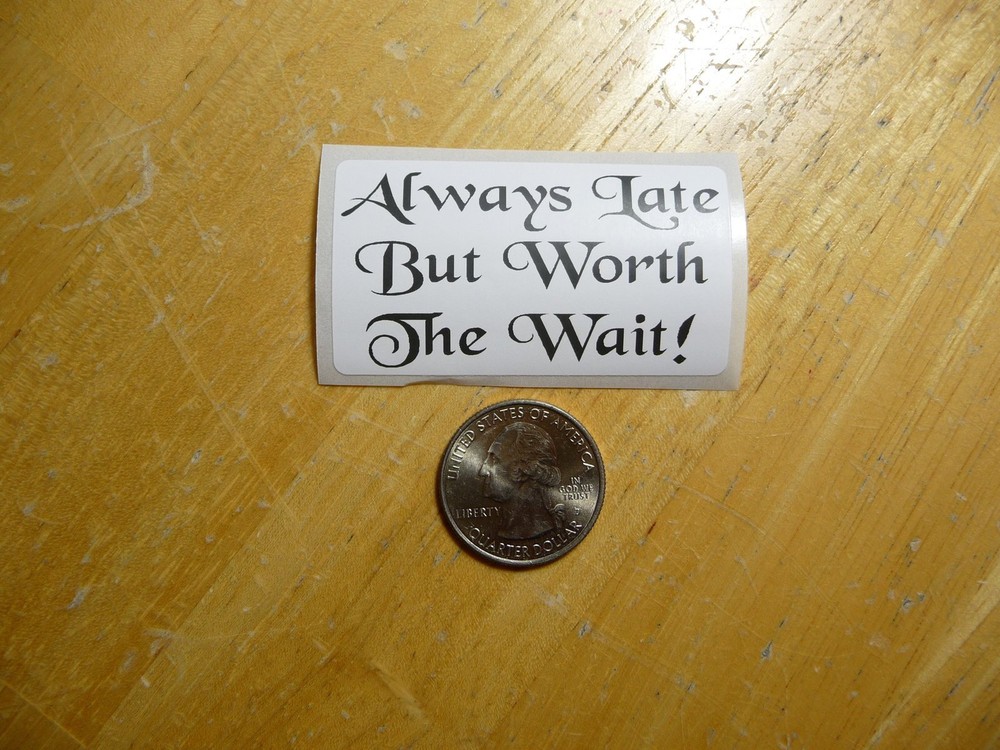 Always Late
But Worth
The Wait!
UNITED STATES OF AMERICA
IN
GOD WE
TRUST
LIBERTY
QUARTER DOLLAR